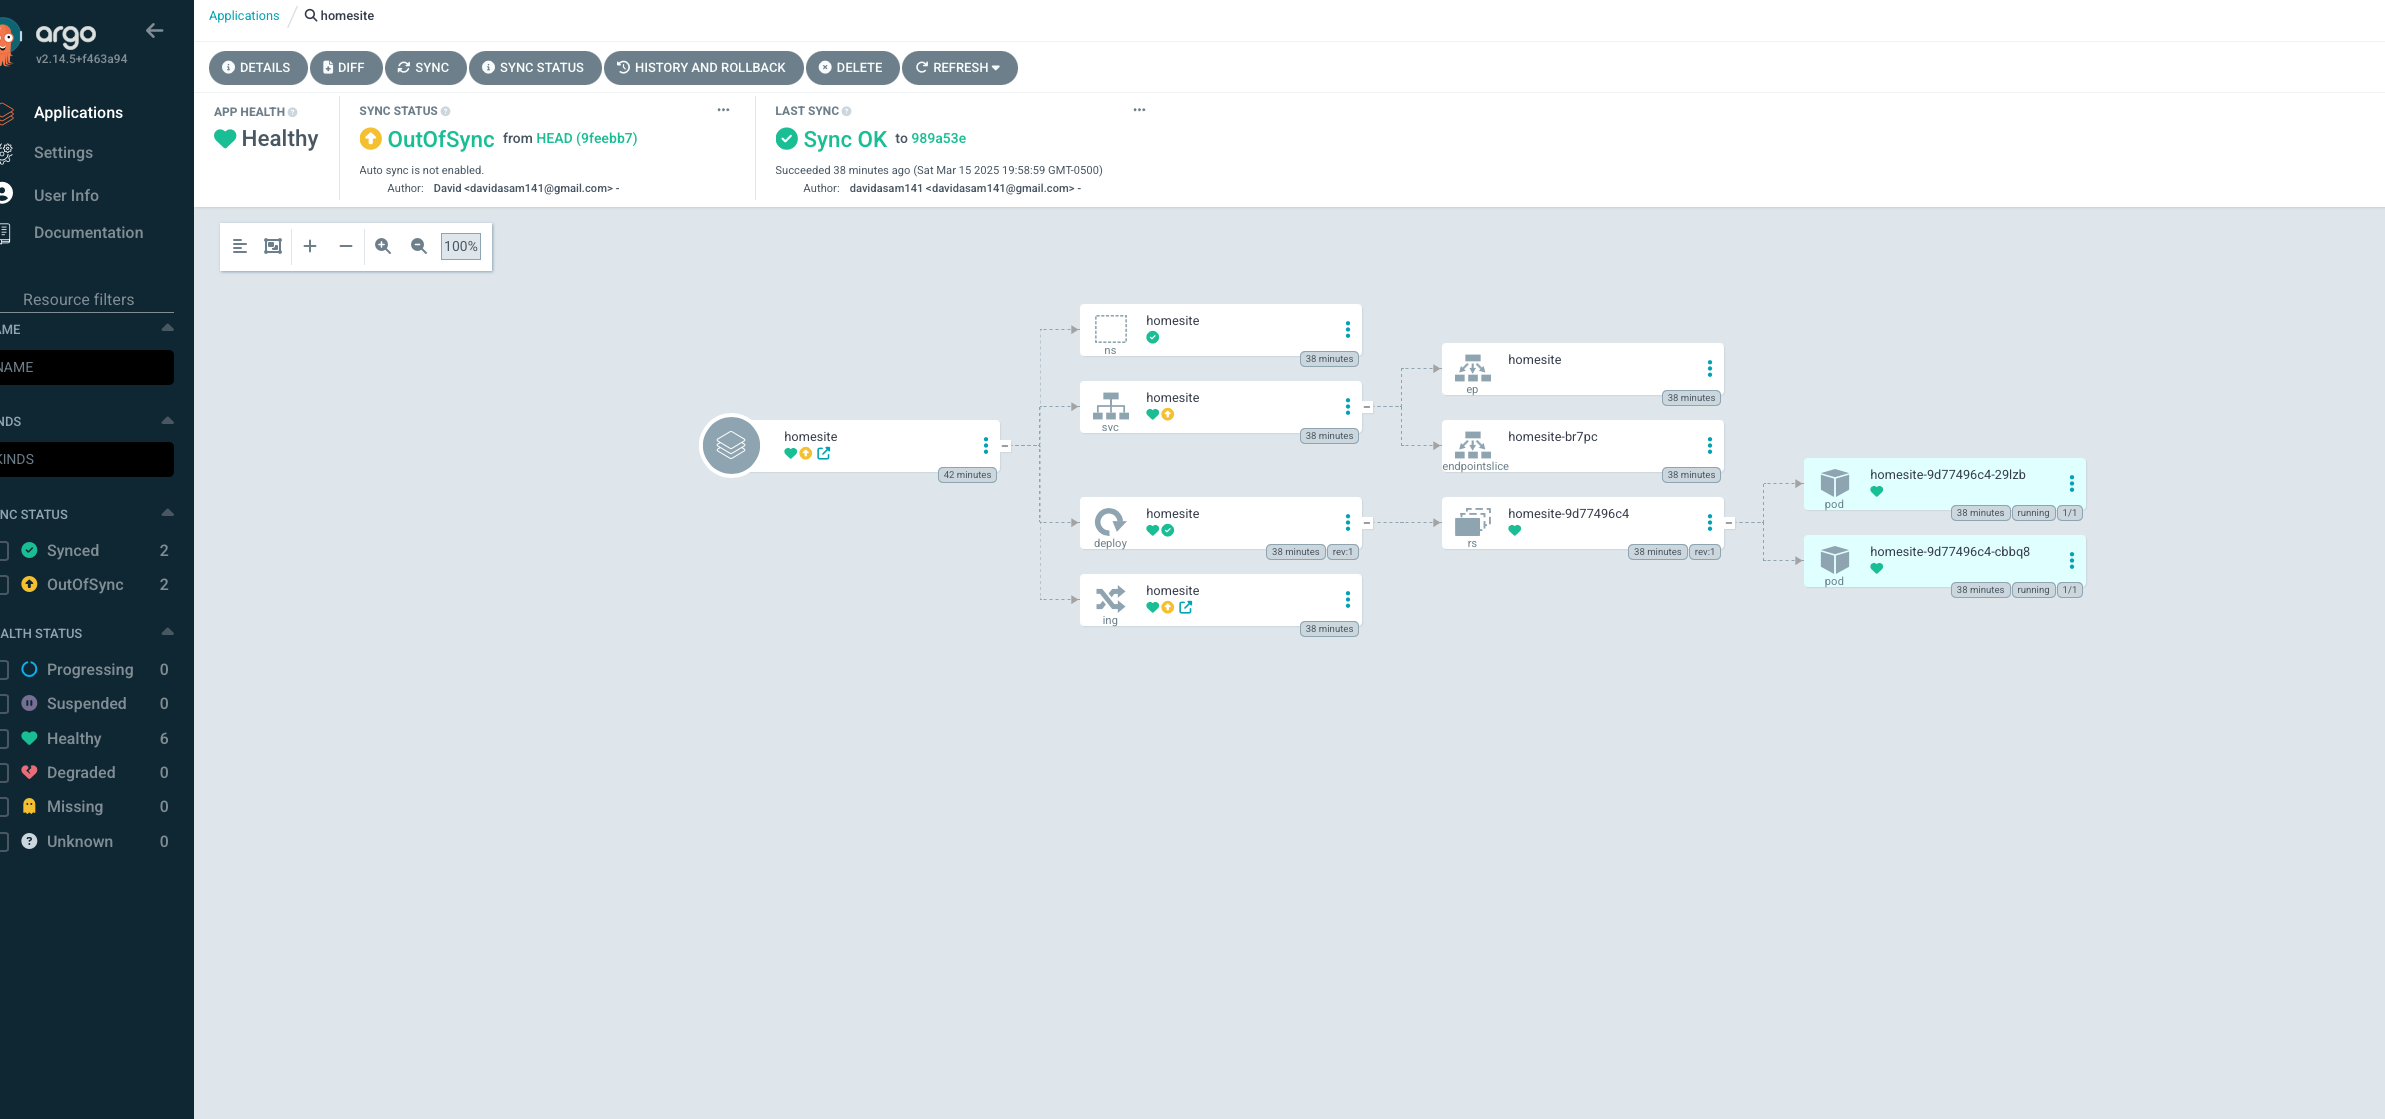 Applications
homesite
argo
v2.14.5+f463a94
DETAILS
DIFF
SYNC
SYNC STATUS
HISTORY AND ROLLBACK
DELETE
REFRESH
Applications
Settings
User Info
Documentation
APP HEALTH
Healthy
SYNC STATUS
OutOfSync from HEAD (9feebb7)
Auto sync is not enabled.
Author: David <davidasam141@gmail.com> -
LAST SYNC
Sync OK to 989a53e
Succeeded 38 minutes ago (Sat Mar 15 2025 19:58:59 GMT-0500)
Author: davidasam141 <davidasam141@gmail.com> -
100%
Resource filters
AME
NAME
NDS
KINDS
NC STATUS
Synced 2
OutOfSync 2
ALTH STATUS
Progressing 0
Suspended 0
Healthy 6
Degraded 0
Missing 0
Unknown 0
homesite
42 minutes
homesite
ns
38 minutes
homesite
svc
38 minutes
homesite
deploy
38 minutes rev:1
homesite
ing
38 minutes
homesite
ep
38 minutes
homesite-br7pc
endpointslice
38 minutes
homesite-9d77496c4
rs
38 minutes rev:1
homesite-9d77496c4-29lzb
pod
38 minutes running 1/1
homesite-9d77496c4-cbbq8
pod
38 minutes running 1/1